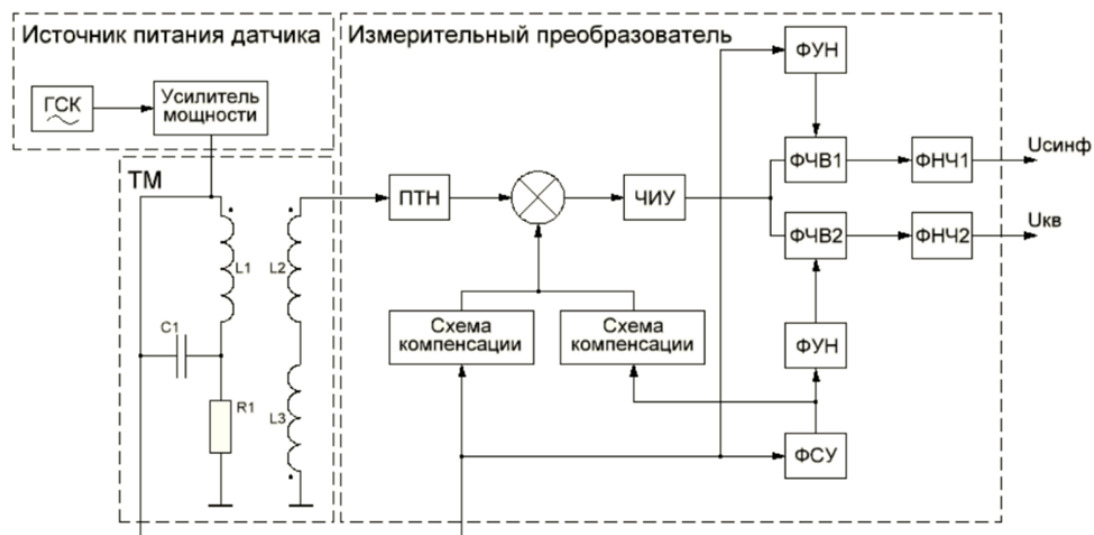 Источник питания датчика
Измерительный преобразователь
ФУН
ГСК
Усилитель
мощности
Uсинф
ФЧВ1
ФНЧ1
ТМ
ПТН
ЧИУ
Uкв
ФЧВ2
ФНЧ2
L1
L2
C1
Схема
компенсации
Схема
компенсации
ФУН
R1
L3
ФСУ